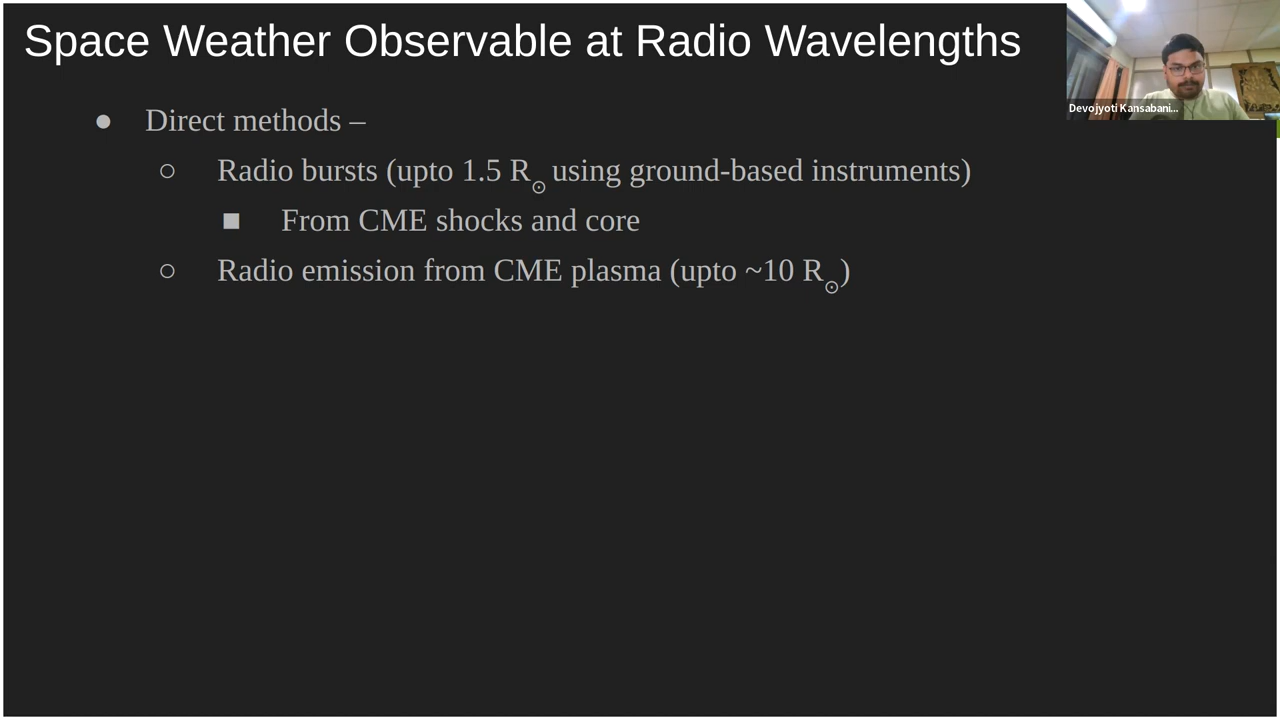 Space Weather Observable at Radio Wavelengths
Devojyoti Kansabani...
● Direct methods –
○ Radio bursts (upto 1.5 R⊙ using ground-based instruments)
■ From CME shocks and core
○ Radio emission from CME plasma (upto ~10 R⊙)